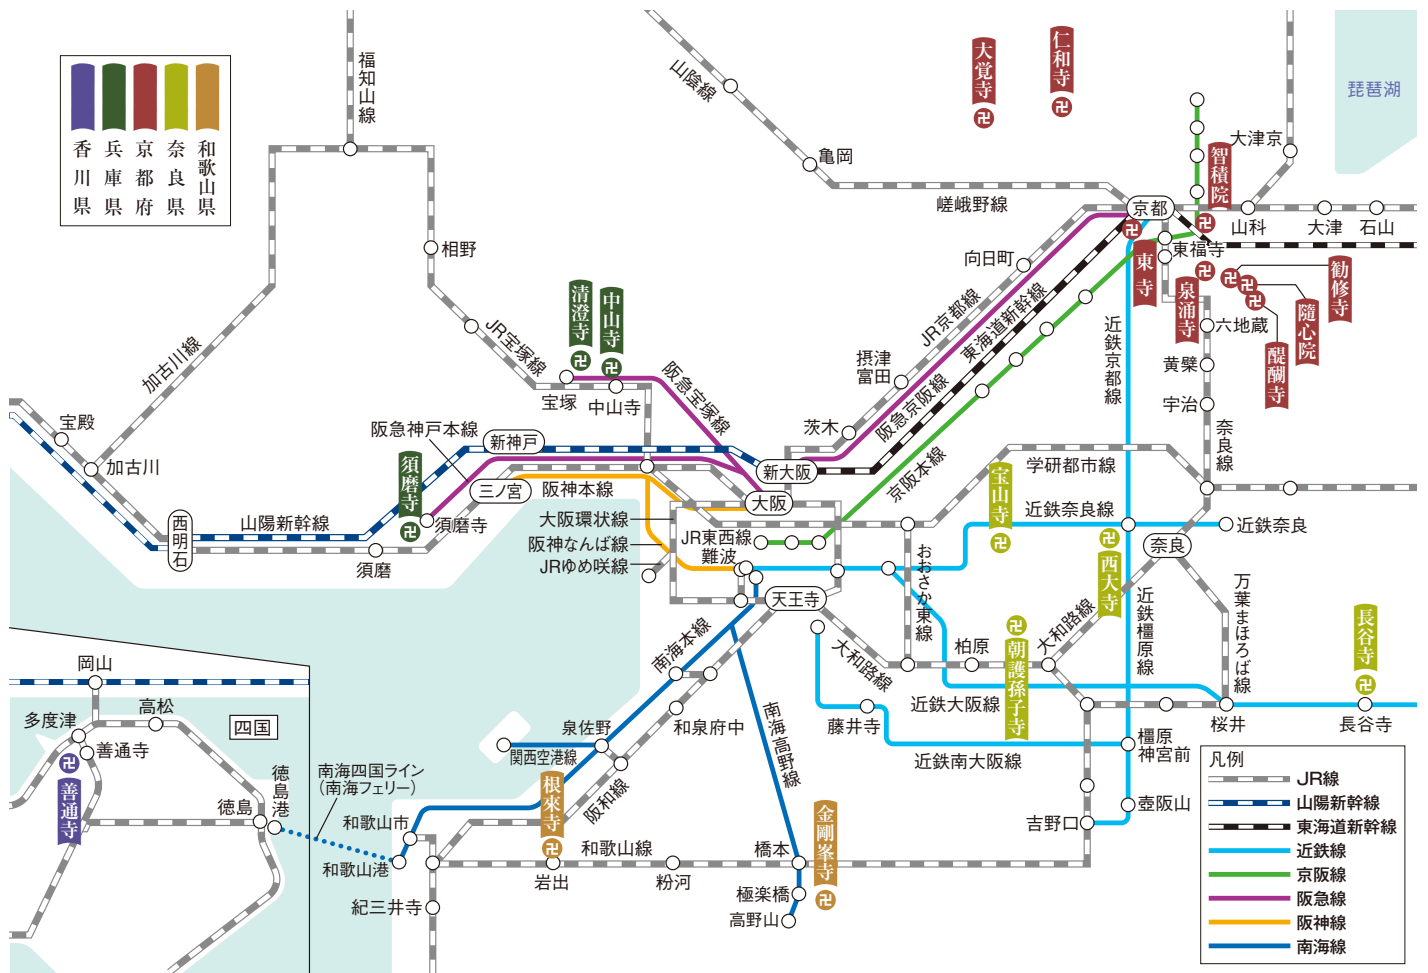 香川県
兵庫県
京都府
奈良県
和歌山県
福知山線
山陰線
大覚寺
仁和寺
琵琶湖
亀岡
嵯峨野線
京都
智積院
大津京
山科
大津
石山
東福寺
東寺
泉涌寺
勧修寺
随心院
醍醐寺
六地蔵
黄檗
宇治
奈良線
向日町
JR京都線
東海道新幹線
近鉄京都線
摂津
富田
阪急京阪線
茨木
京阪本線
相野
加古川線
JR宝塚線
清澄寺
中山寺
宝塚
中山寺
阪急宝塚線
宝殿
加古川
阪急神戸本線
新神戸
新大阪
須磨寺
三ノ宮
阪神本線
大阪
西明石
山陽新幹線
須磨寺
須磨
大阪環状線
阪神なんば線
JRゆめ咲線
JR東西線
難波
天王寺
学研都市線
宝山寺
近鉄奈良線
近鉄奈良
奈良
西大寺
おおさか東線
大和路線
近鉄橿原線
万葉まほろば線
長谷寺
大和路線
柏原
朝護孫子寺
近鉄大阪線
桜井
長谷寺
藤井寺
近鉄南大阪線
橿原
神宮前
壺阪山
吉野口
南海本線
和泉府中
南海高野線
泉佐野
関西空港線
阪和線
根來寺
金剛峯寺
岡山
高松
多度津
善通寺
善通寺
四国
徳島港
徳島
南海四国ライン
(南海フェリー)
和歌山市
和歌山港
紀三井寺
和歌山線
岩出
粉河
橋本
極楽橋
高野山
凡例
JR線
山陽新幹線
東海道新幹線
近鉄線
京阪線
阪急線
阪神線
南海線